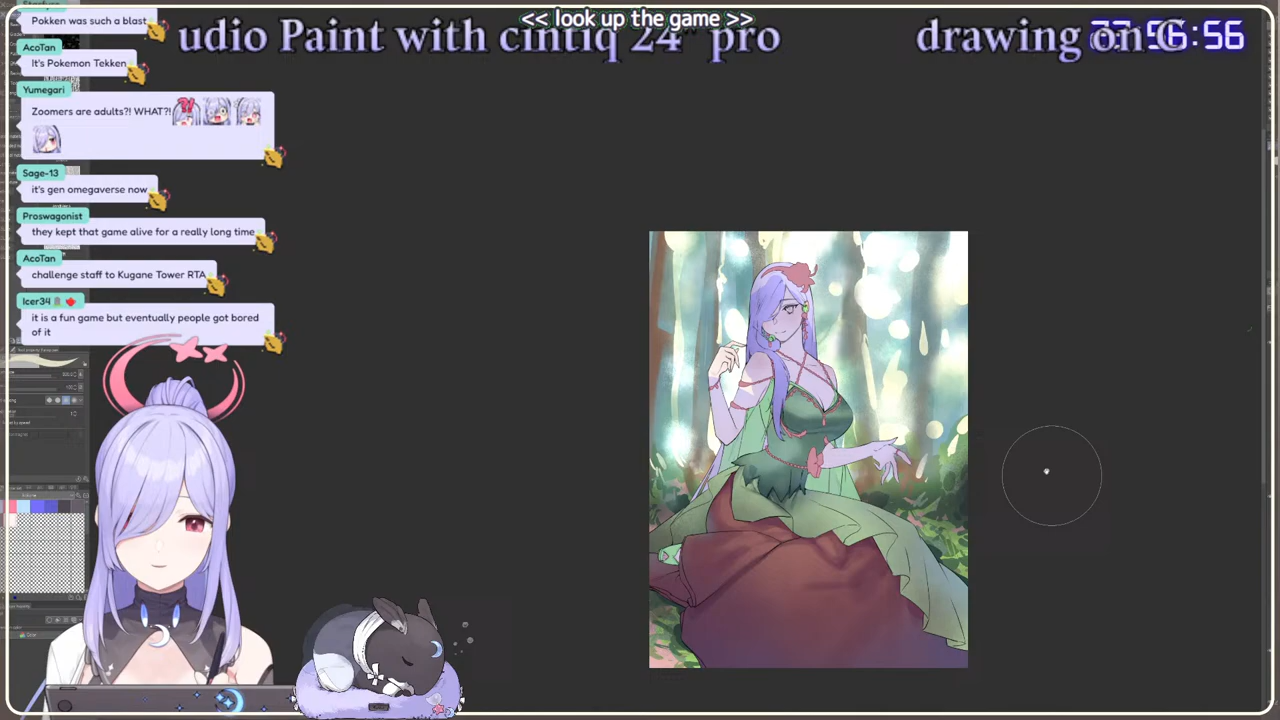 << look up the game >>
udio Paint with cintiq 24" pro
drawing on C
:56:56
Pokken was such a blast
AcoTan
It's Pokemon Tekken
Yumegari
Zoomers are adults?! WHAT?!
Sage-13
it's gen omegaverse now
Proswagonist
they kept that game alive for a really long time
AcoTan
challenge staff to Kugane Tower RTA
Icer34
it is a fun game but eventually people got bored
of it